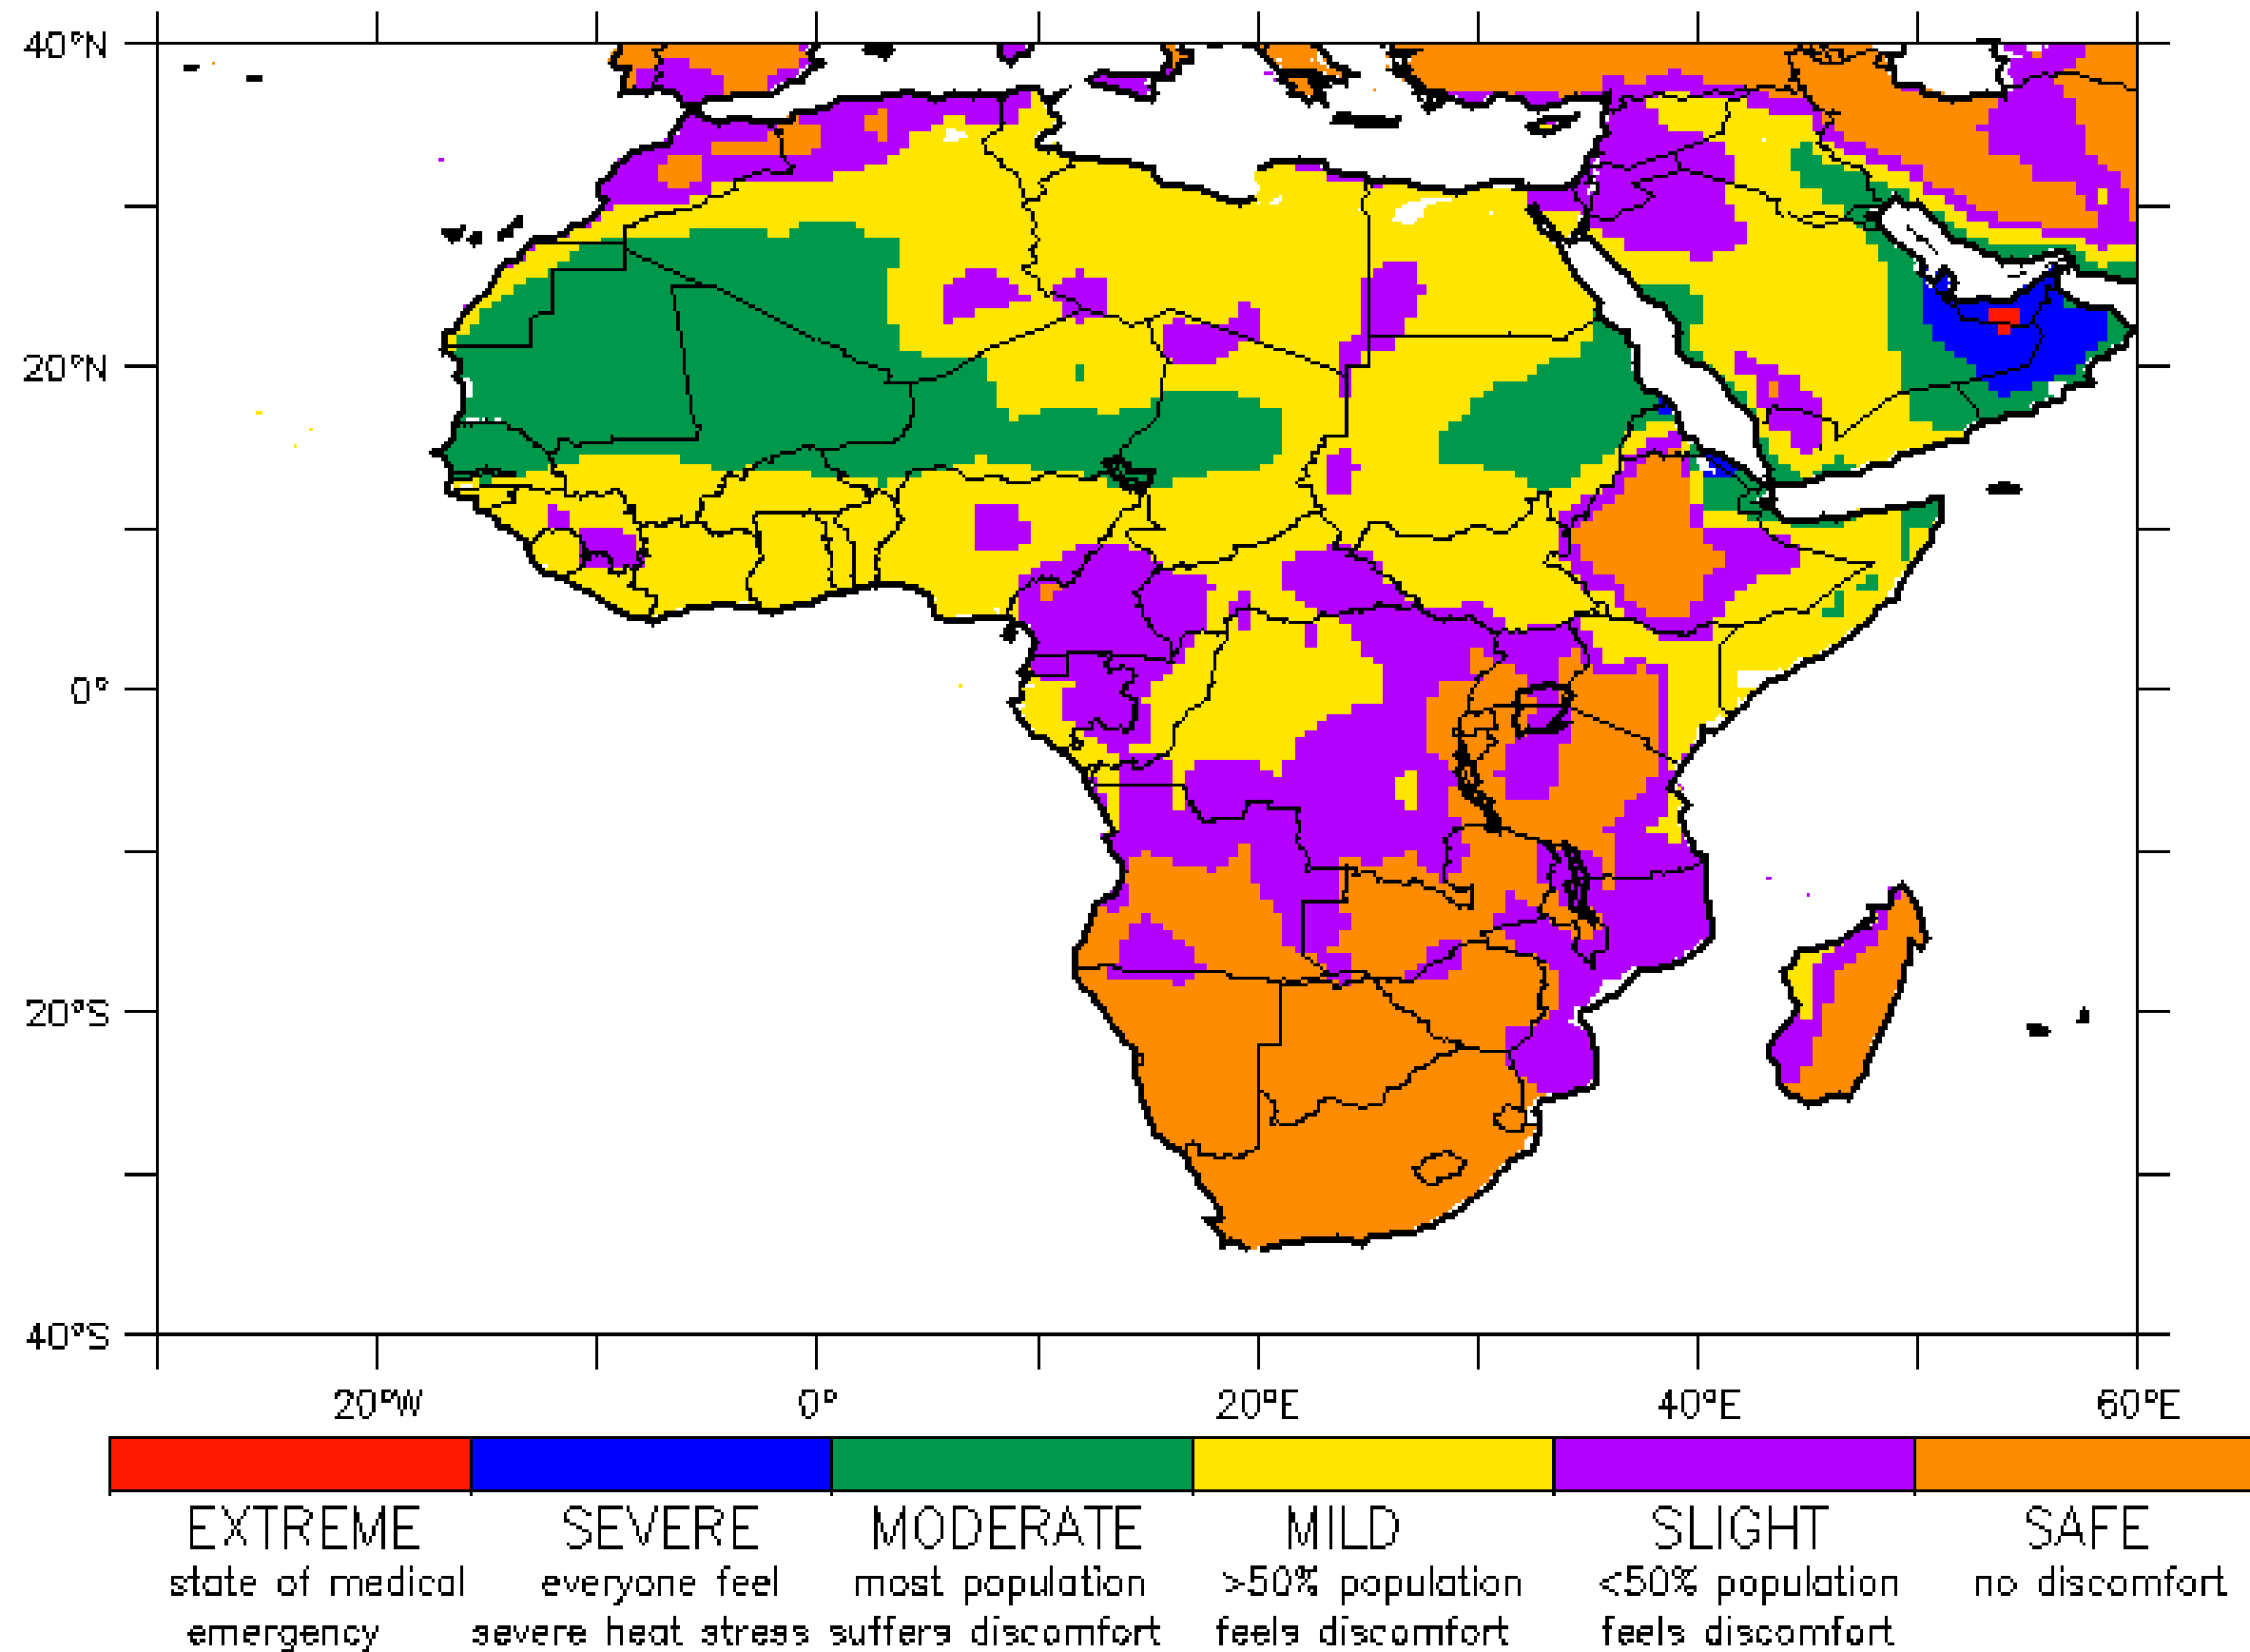 40°N
20°N
0°
20°S
40°S
20°W 0° 20°E 40°E 60°E
EXTREME SEVERE MODERATE MILD SLIGHT SAFE
state of medical everyone feel most population >50% population <50% population no discomfort
emergency severe heat stress suffers discomfort feels discomfort feels discomfort